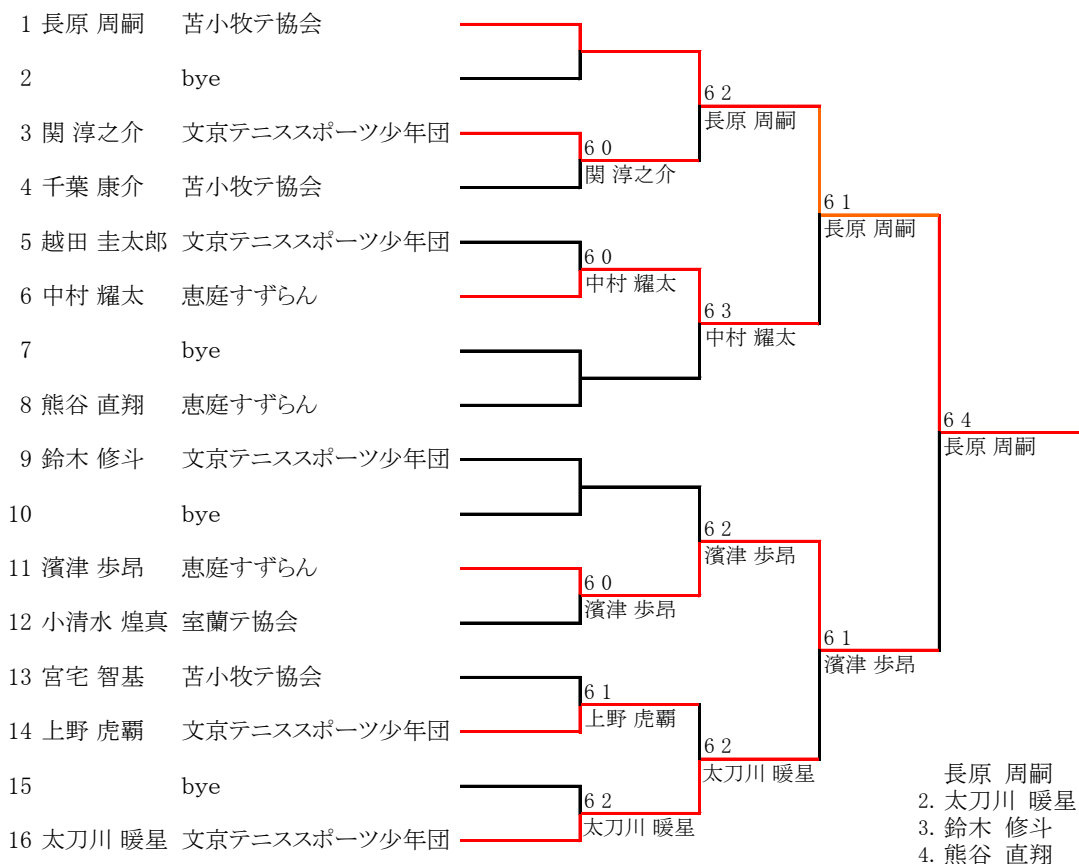 1 長原 周嗣 苫小牧テ協会
2 bye
6 2
長原 周嗣
3 関 淳之介 文京テニススポーツ少年団
6 0
関 淳之介
4 千葉 康介 苫小牧テ協会
6 1
長原 周嗣
5 越田 圭太郎 文京テニススポーツ少年団
6 0
中村 耀太
6 中村 耀太 恵庭すずらん
6 3
中村 耀太
7 bye
8 熊谷 直翔 恵庭すずらん
6 4
長原 周嗣
9 鈴木 修斗 文京テニススポーツ少年団
10 bye
6 2
濱津 歩昂
11 濱津 歩昂 恵庭すずらん
6 0
濱津 歩昂
12 小清水 煌真 室蘭テ協会
6 1
濱津 歩昂
13 宮宅 智基 苫小牧テ協会
6 1
上野 虎覇
14 上野 虎覇 文京テニススポーツ少年団
6 2
太刀川 暖星
15 bye
6 2
太刀川 暖星
16 太刀川 暖星 文京テニススポーツ少年団
長原 周嗣
2. 太刀川 暖星
3. 鈴木 修斗
4. 熊谷 直翔